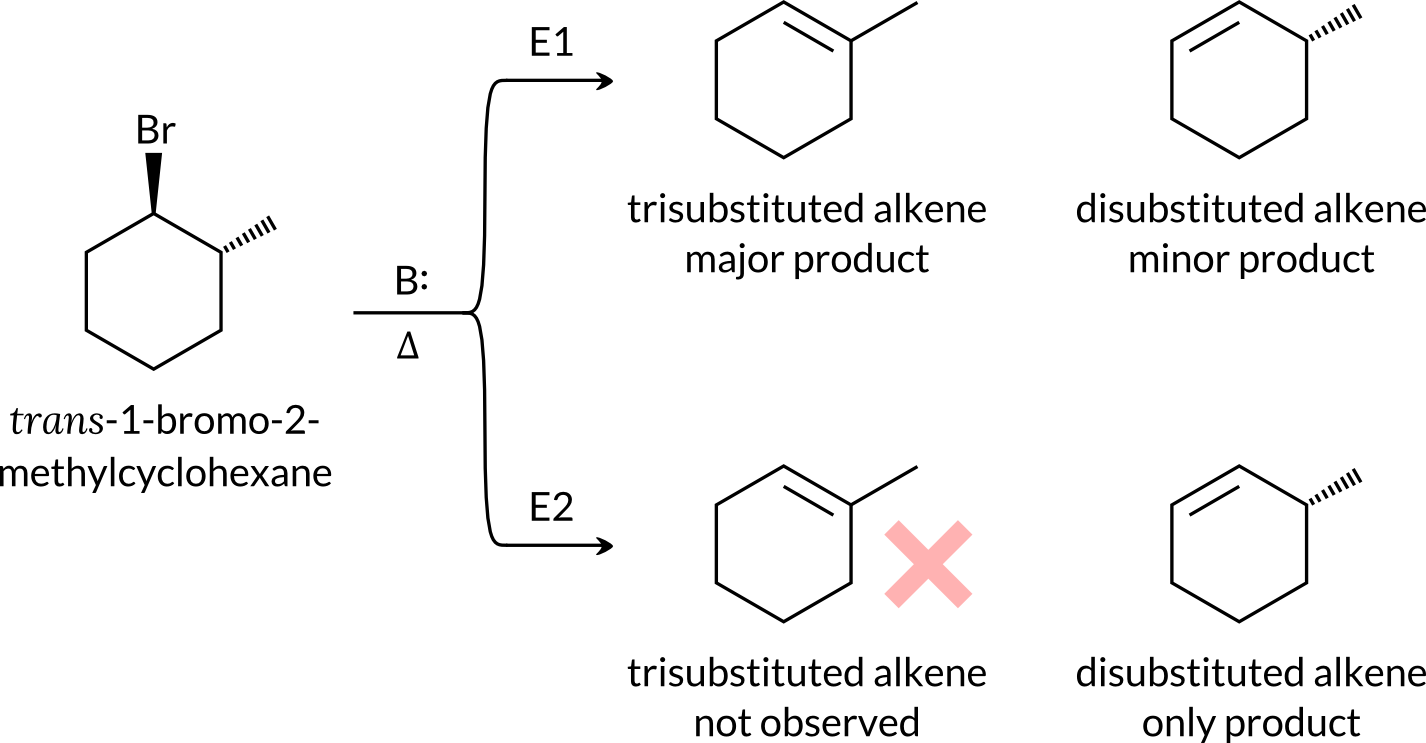 E1
Br
B:
Δ
trans-1-bromo-2-
methylcyclohexane
trisubstituted alkene
major product
disubstituted alkene
minor product
E2
trisubstituted alkene
not observed
disubstituted alkene
only product